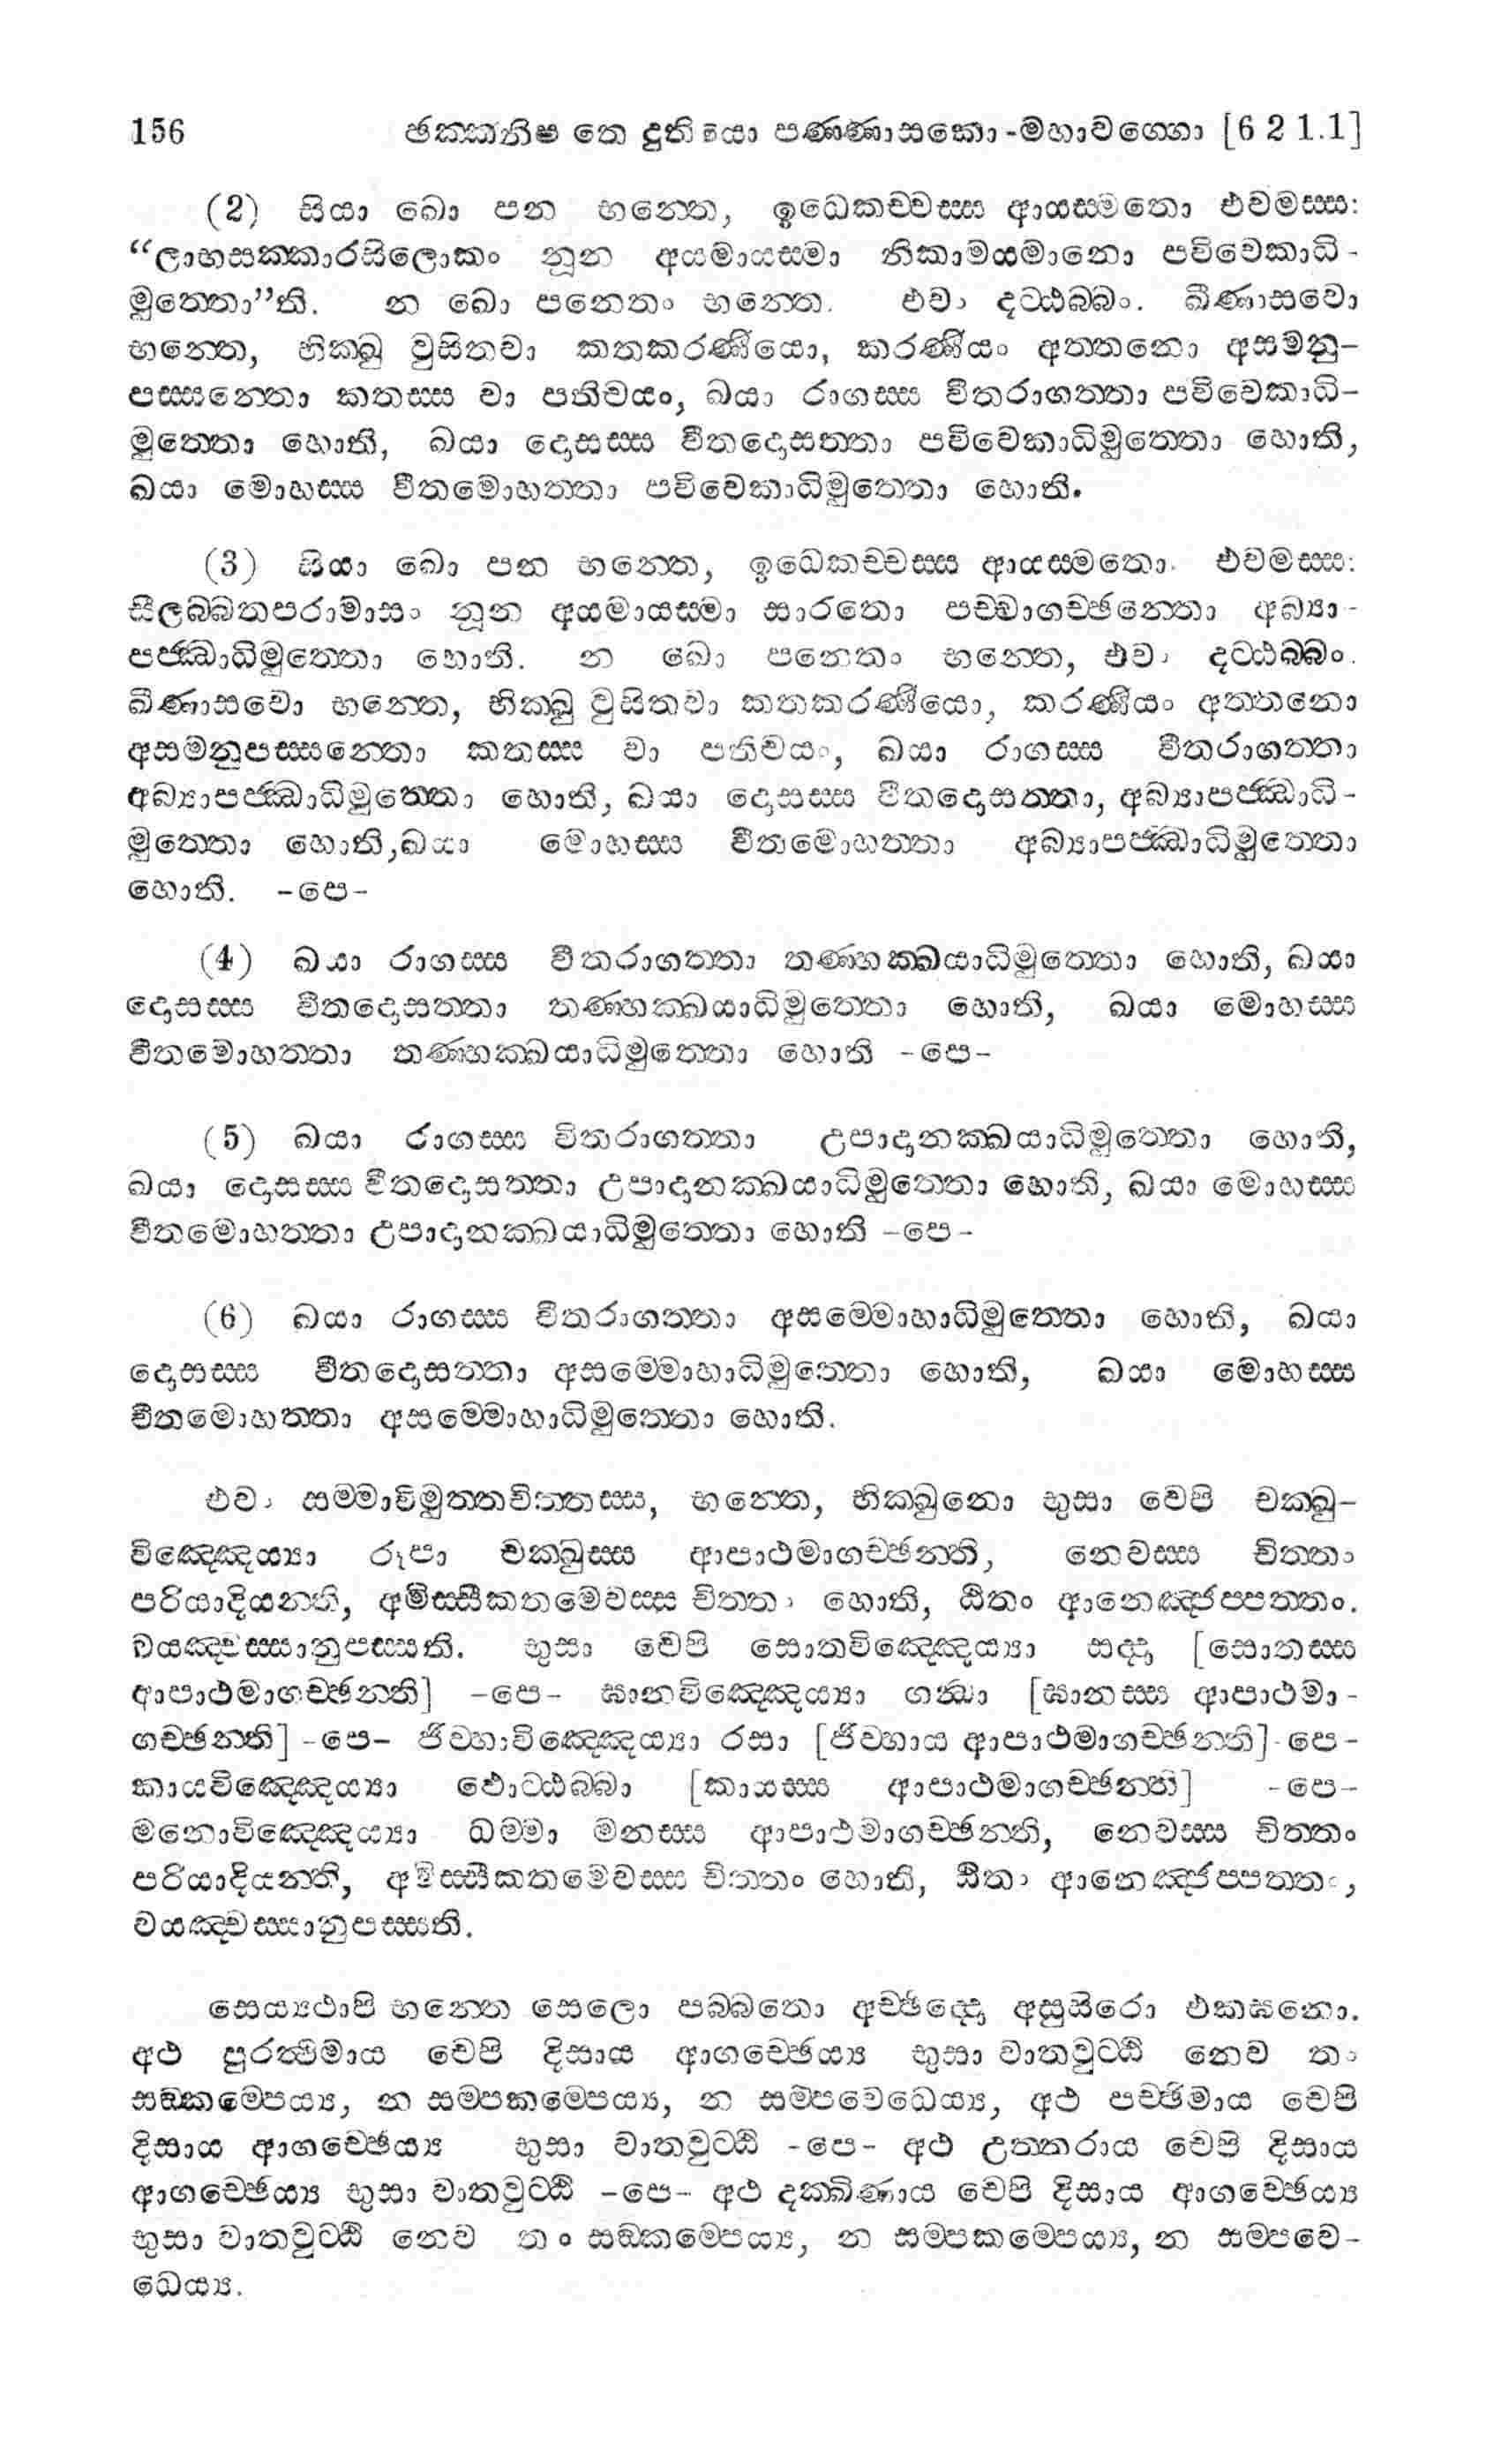 156 ඡක්කනිපාතෙ දුතියො පණ්ණාසකො-මහාවග්ගො [6 2 1.1]
(2) සියා ඛො පන භන්තෙ, ඉධෙකච්චස්ස ආයස්මතො එවමස්ස:
“ලාභසක්කාරසිලොකං නූන අයමායස්මා නිකාමයමානො පවිවෙකාධි-
මුත්තො”ති. න ඛො පනෙතං භන්තෙ. එවං දට්ඨබ්බං. ඛීණාසවො
භන්තෙ, භික්ඛු වුසිතවා කතකරණීයො, කරණීයං අත්තනො අසමනු-
පස්සන්තො කතස්ස වා පතිචයං, ඛයා රාගස්ස වීතරාගත්තා පවිවෙකාධි-
මුත්තො හොති, ඛයා දොසස්ස වීතදොසත්තා පවිවෙකාධිමුත්තො හොති,
ඛයා මොහස්ස වීතමොහත්තා පවිවෙකාධිමුත්තො හොති.
(3) සියා ඛො පන භන්තෙ, ඉධෙකච්චස්ස ආයස්මතො එවමස්ස:
සීලබ්බතපරාමාසං නූන අයමායස්මා සාරතො පච්චාගච්ඡන්තො අබ්‍යා-
පජ්ඣාධිමුත්තො හොති. න ඛො පනෙතං භන්තෙ, එවං දට්ඨබ්බං.
ඛීණාසවො භන්තෙ, භික්ඛු වුසිතවා කතකරණීයො, කරණීයං අත්තනො
අසමනුපස්සන්තො කතස්ස වා පතිචයං, ඛයා රාගස්ස වීතරාගත්තා
අබ්‍යාපජ්ඣාධිමුත්තො හොති, ඛයා දොසස්ස වීතදොසත්තා, අබ්‍යාපජ්ඣාධි-
මුත්තො හොති,ඛයා මොහස්ස වීතමොහත්තා අබ්‍යාපජ්ඣාධිමුත්තො
හොති. -පෙ-
(4) ඛයා රාගස්ස වීතරාගත්තා තණ්හක්ඛයාධිමුත්තො හොති, ඛයා
දොසස්ස වීතදොසත්තා තණ්හක්ඛයාධිමුත්තො හොති, ඛයා මොහස්ස
වීතමොහත්තා තණ්හක්ඛයාධිමුත්තො හොති -පෙ-
(5) ඛයා රාගස්ස විතරාගත්තා උපාදානක්ඛයාධිමුත්තො හොති,
ඛයා දොසස්ස වීතදොසත්තා උපාදානක්ඛයාධිමුත්තො හොති, ඛයා මොහස්ස
වීතමොහත්තා උපාදානක්ඛයාධිමුත්තො හොති -පෙ-
(6) ඛයා රාගස්ස වීතරාගත්තා අසම්මොහාධිමුත්තො හොති, ඛයා
දොසස්ස වීතදොසත්තා අසම්මොහාධිමුත්තො හොති, ඛයා මොහස්ස
වීතමොහත්තා අසම්මොහාධිමුත්තො හොති.
එවං සම්මාවිමුත්තචිත්තස්ස, භන්තෙ, භික්ඛුනො භුසා චෙපි චක්ඛු-
විඤ්ඤෙය්‍යා රූපා චක්ඛුස්ස ආපාථමාගච්ඡන්ති, නෙවස්ස චිත්තං
පරියාදියන්ති, අමිස්සීකතමෙවස්ස චිත්තං හොති, ඨිතං ආනෙඤ්ජප්පත්තං.
වයඤ්චස්සානුපස්සති. භුසා චෙපි සොතවිඤ්ඤෙය්‍යා සද්දා [සොතස්ස
ආපාථමාගච්ඡන්ති] -පෙ- ඝානවිඤ්ඤෙය්‍යා ගන්ධා [ඝානස්ස ආපාථමා-
ගච්ඡන්ති] -පෙ- ජිව්හාවිඤ්ඤෙය්‍යා රසා [ජිව්හාය ආපාථමාගච්ඡන්ති]-පෙ-
කායවිඤ්ඤෙය්‍යා ඵොට්ඨබ්බා [කායස්ස ආපාථමාගච්ඡන්ති] -පෙ-
මනොවිඤ්ඤෙය්‍යා ධම්මා මනස්ස ආපාථමාගච්ඡන්ති, නෙවස්ස චිත්තං
පරියාදියන්ති, අමිස්සීකතමෙවස්ස චිත්තං හොති, ඨිතං ආනෙඤ්ජප්පත්තං,
වයඤ්චස්සානුපස්සති.
සෙය්‍යථාපි භන්තෙ සෙලො පබ්බතො අච්ඡිද්දො අසුසිරො එකඝනො.
අථ පුරත්ථිමාය චෙපි දිසාය ආගච්ඡෙය්‍ය භුසා වාතවුට්ඨි නෙව තං
සඞ්කම්පෙය්‍ය, න සම්පකම්පෙය්‍ය, න සම්පවෙධෙය්‍ය, අථ පච්ඡිමාය චෙපි
දිසාය ආගච්ඡෙය්‍ය භුසා වාතවුට්ඨි -පෙ- අථ උත්තරාය චෙපි දිසාය
ආගච්ඡෙය්‍ය භුසා වාතවුට්ඨි -පෙ- අථ දක්ඛිණාය චෙපි දිසාය ආගච්ඡෙය්‍ය
භුසා වාතවුට්ඨි නෙව තං සඞ්කම්පෙය්‍ය, න සම්පකම්පෙය්‍ය, න සම්පවෙ-
ධෙය්‍ය.